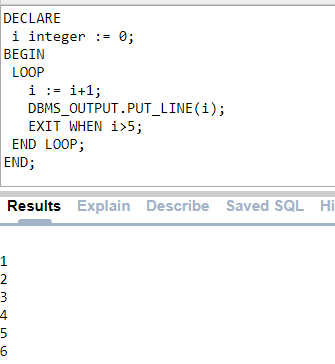 DECLARE
i integer := 0;
BEGIN
LOOP
i := i+1;
DBMS_OUTPUT.PUT_LINE(i);
EXIT WHEN i>5;
END LOOP;
END;
Results Explain Describe Saved SQL Hi
1
2
3
4
5
6